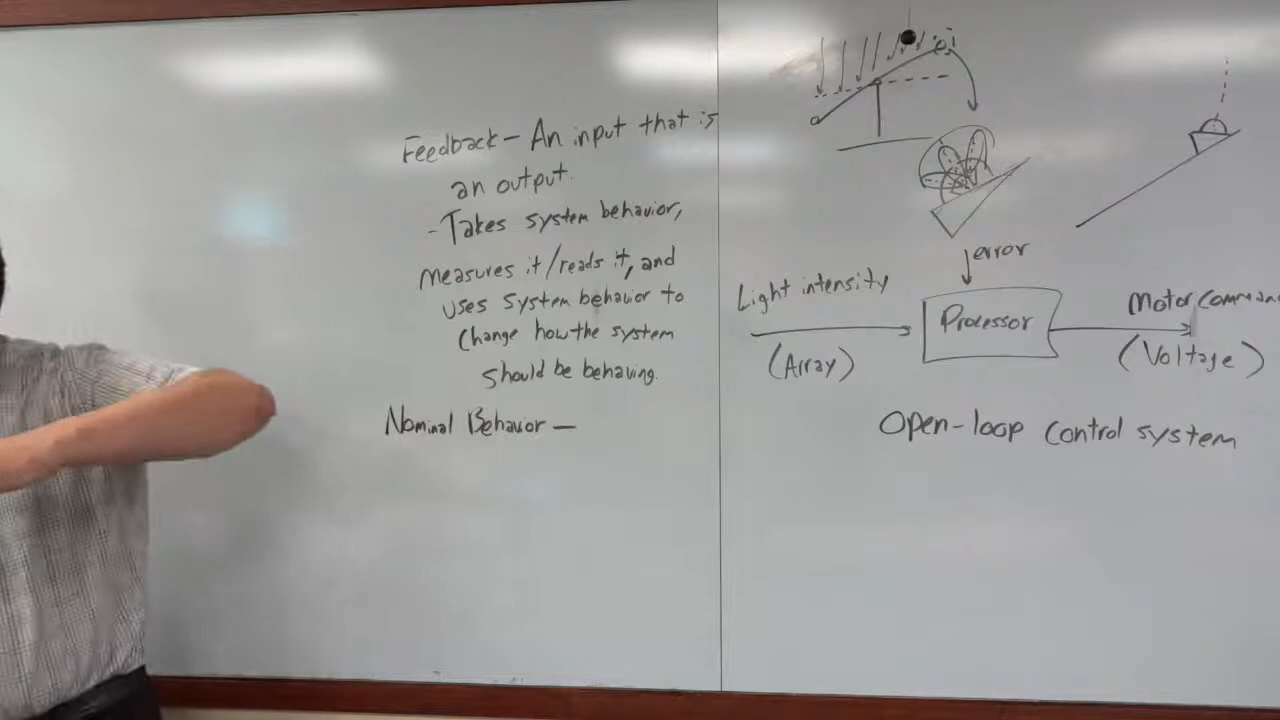 Feedback - An input that is
an output.
- Takes system behavior,
measures it/reads it, and
uses system behavior to
change how the system
should be behaving.
Nominal Behavior -
error
Light intensity
(Array)
Processor
Motor Comman
(Voltage)
Open-loop control system